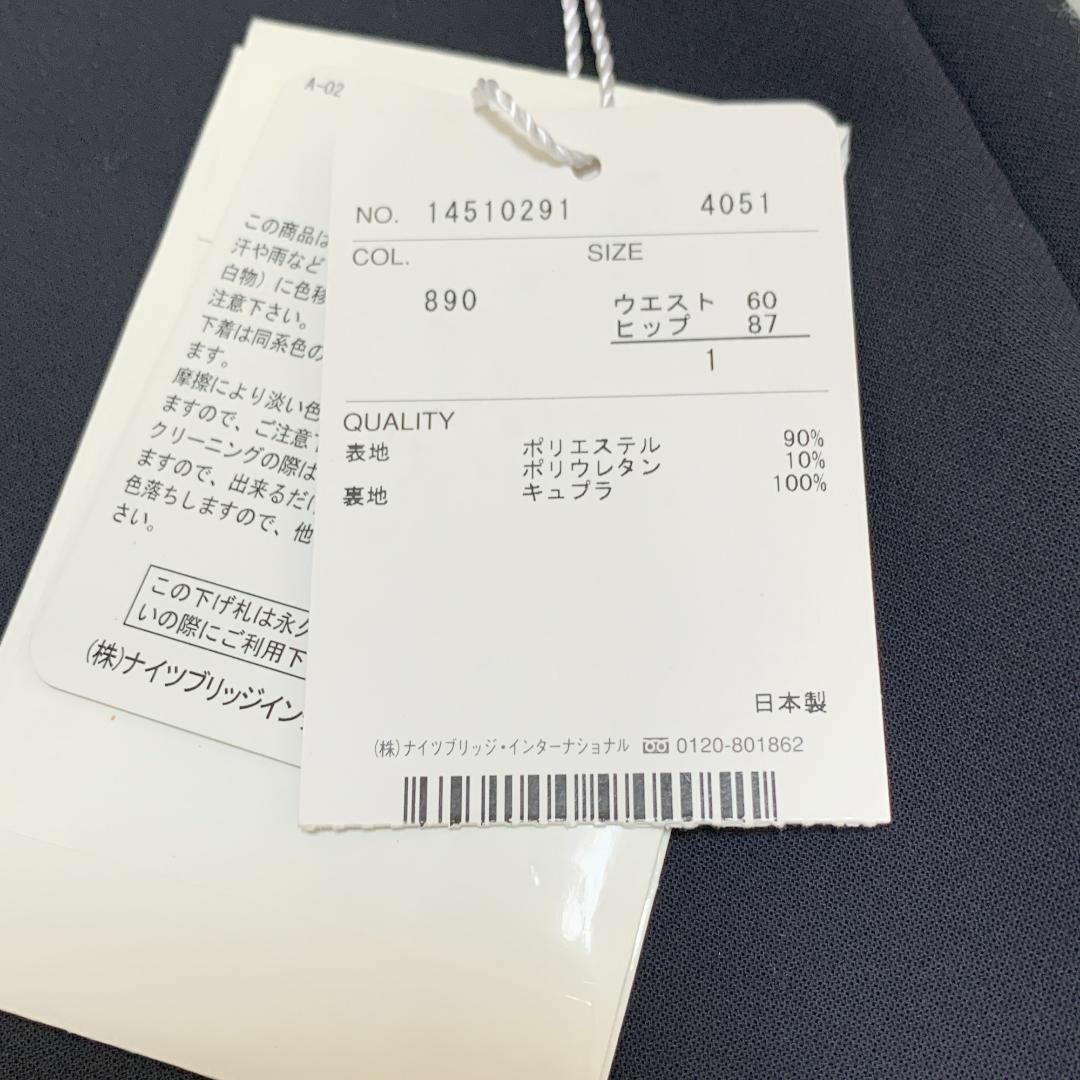 A-02
この商品は
汗や雨など
白物）に色移
注意下さい。
下着は同系色の
ます。
摩擦により淡い色
ますので、ご注意下
クリーニングの際は
ますので、出来るだけ
色落ちしますので、他
さい。
この下げ札は永久
いの際にご利用下
(株)ナイツブリッジイン
NO. 14510291 4051
COL. SIZE
890 ウエスト 60
ヒップ 87
1
QUALITY
表地 ポリエステル 90%
ポリウレタン 10%
裏地 キュプラ 100%
日本製
(株)ナイツブリッジ・インターナショナル 0120-801862